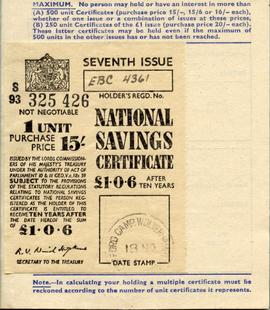 MAXIMUM. No person may hold or have an interest in more than
(A) 500 unit Certificates (purchase price 15/-, 15/6 or 16/- each),
whether of one issue or a combination of issues at these prices,
(B) 250 unit Certificates of the £1 issue (purchase price 20/- each).
These latter certificates may be held even if the maximum of
500 units in the other issues has or has not been reached.
SEVENTH ISSUE
EBC 4361
HOLDER'S REGD. No.
S
93 325 426
NOT NEGOTIABLE
1 UNIT
PURCHASE
PRICE 15/-
ISSUED BY THE LORDS COMMISSION-
ERS OF HIS MAJESTY'S TREASURY
UNDER THE AUTHORITY OF ACT OF
PARLIAMENT
SUBJECT TO THE PROVISIONS OF
THE STATUTORY REGULATIONS
RELATING TO NATIONAL SAVINGS
CERTIFICATES THE PERSON REG-
ISTERED AS THE HOLDER OF THIS
CERTIFICATE IS ENTITLED TO
RECEIVE TEN YEARS AFTER
THE DATE HEREOF THE SUM
OF £1·0·6
SECRETARY TO THE TREASURY
NATIONAL
SAVINGS
CERTIFICATE
£1·0·6 AFTER
TEN YEARS
DATE STAMP
Note.—In calculating your holding a multiple certificate must be
reckoned according to the number of unit certificates it represents.